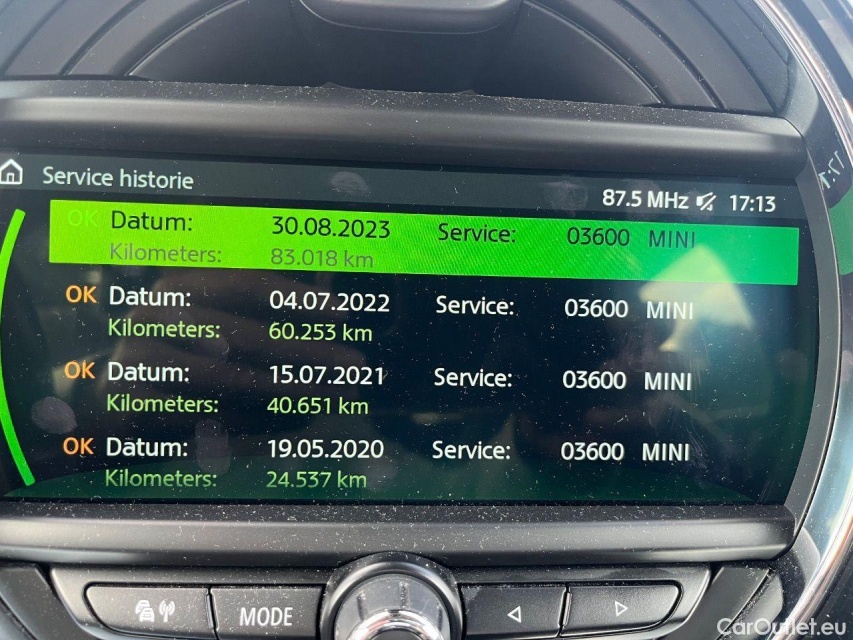 Service historie
87.5 MHz 17:13
OK Datum: 30.08.2023 Service: 03600 MINI
Kilometers: 83.018 km
OK Datum: 04.07.2022 Service: 03600 MINI
Kilometers: 60.253 km
OK Datum: 15.07.2021 Service: 03600 MINI
Kilometers: 40.651 km
OK Datum: 19.05.2020 Service: 03600 MINI
Kilometers: 24.537 km
MODE
CarOutlet.eu